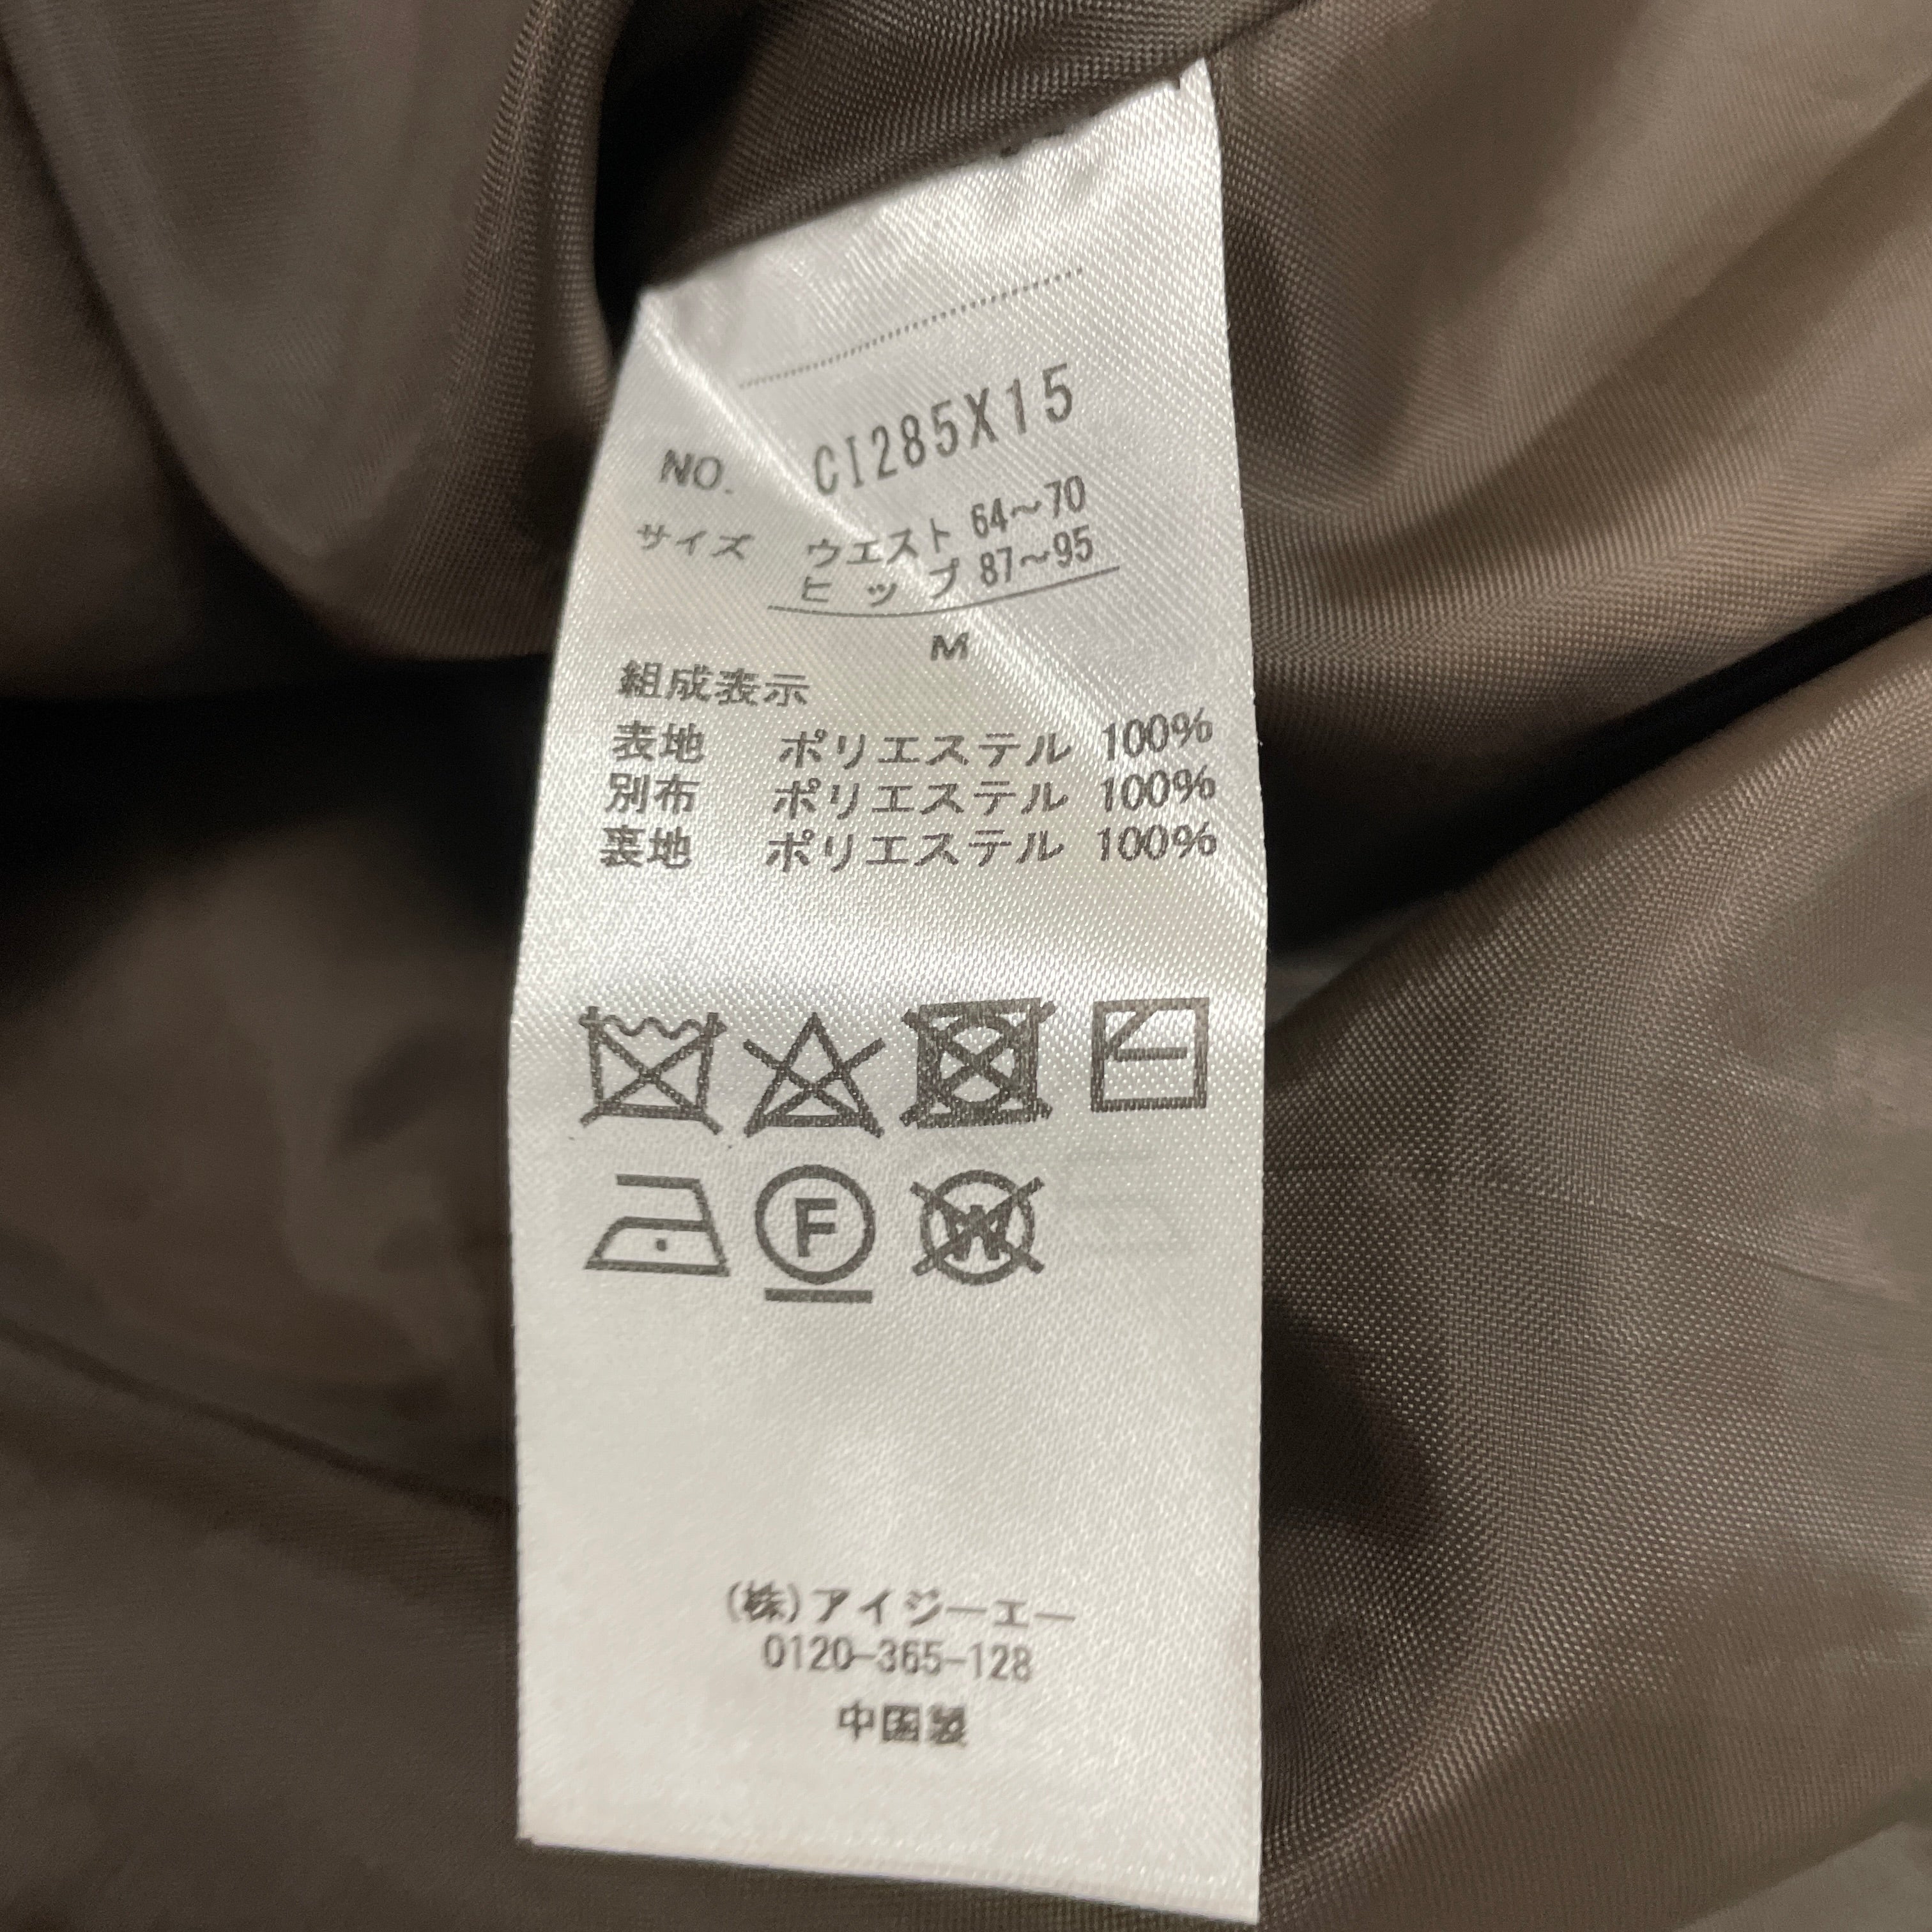 NO. CI285X15
サイズ ウエスト 64～70
ヒップ 87～95
M
組成表示
表地 ポリエステル 100%
別布 ポリエステル 100%
裏地 ポリエステル 100%
F W
(株)アイジーエー
0120-365-128
中国製